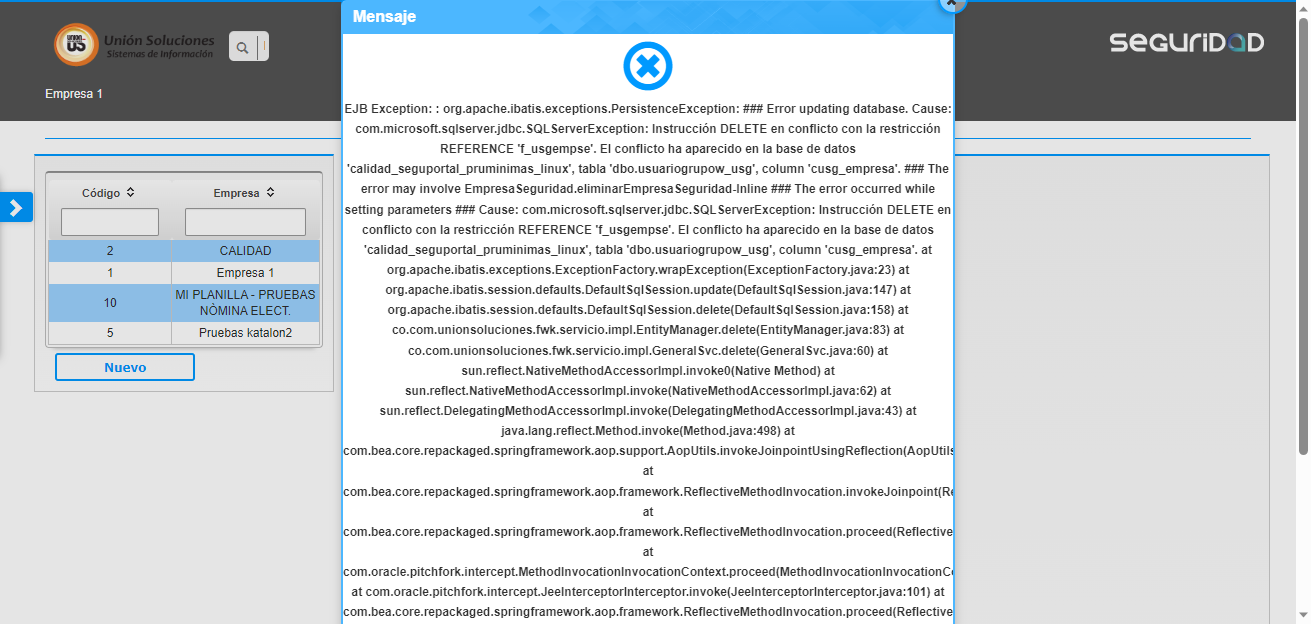 Mensaje
UNION
US
Unión Soluciones
Sistemas de Información
SEGURIDAD
Empresa 1
EJB Exception: : org.apache.ibatis.exceptions.PersistenceException: ### Error updating database. Cause:
com.microsoft.sqlserver.jdbc.SQLServerException: Instrucción DELETE en conflicto con la restricción
REFERENCE 'f_usgempse'. El conflicto ha aparecido en la base de datos
'calidad_seguportal_pruminimas_linux', tabla 'dbo.usuariogrupow_usg', column 'cusg_empresa'. ### The
error may involve EmpresaSeguridad.eliminarEmpresaSeguridad-Inline ### The error occurred while
setting parameters ### Cause: com.microsoft.sqlserver.jdbc.SQLServerException: Instrucción DELETE en
conflicto con la restricción REFERENCE 'f_usgempse'. El conflicto ha aparecido en la base de datos
'calidad_seguportal_pruminimas_linux', tabla 'dbo.usuariogrupow_usg', column 'cusg_empresa'. at
org.apache.ibatis.exceptions.ExceptionFactory.wrapException(ExceptionFactory.java:23) at
org.apache.ibatis.session.defaults.DefaultSqlSession.update(DefaultSqlSession.java:147) at
org.apache.ibatis.session.defaults.DefaultSqlSession.delete(DefaultSqlSession.java:158) at
co.com.unionsoluciones.fwk.servicio.impl.EntityManager.delete(EntityManager.java:83) at
co.com.unionsoluciones.fwk.servicio.impl.GeneralSvc.delete(GeneralSvc.java:60) at
sun.reflect.NativeMethodAccessorImpl.invoke0(Native Method) at
sun.reflect.NativeMethodAccessorImpl.invoke(NativeMethodAccessorImpl.java:62) at
sun.reflect.DelegatingMethodAccessorImpl.invoke(DelegatingMethodAccessorImpl.java:43) at
java.lang.reflect.Method.invoke(Method.java:498) at
com.bea.core.repackaged.springframework.aop.support.AopUtils.invokeJoinpointUsingReflection(AopUtils
at
com.bea.core.repackaged.springframework.aop.framework.ReflectiveMethodInvocation.invokeJoinpoint(Re
at
com.bea.core.repackaged.springframework.aop.framework.ReflectiveMethodInvocation.proceed(Reflective
at
com.oracle.pitchfork.intercept.MethodInvocationInvocationContext.proceed(MethodInvocationInvocationCo
at com.oracle.pitchfork.intercept.JeeInterceptorInterceptor.invoke(JeeInterceptorInterceptor.java:101) at
com.bea.core.repackaged.springframework.aop.framework.ReflectiveMethodInvocation.proceed(Reflective
Código Empresa
2 CALIDAD
1 Empresa 1
10 MI PLANILLA - PRUEBAS
NÒMINA ELECT.
5 Pruebas katalon2
Nuevo